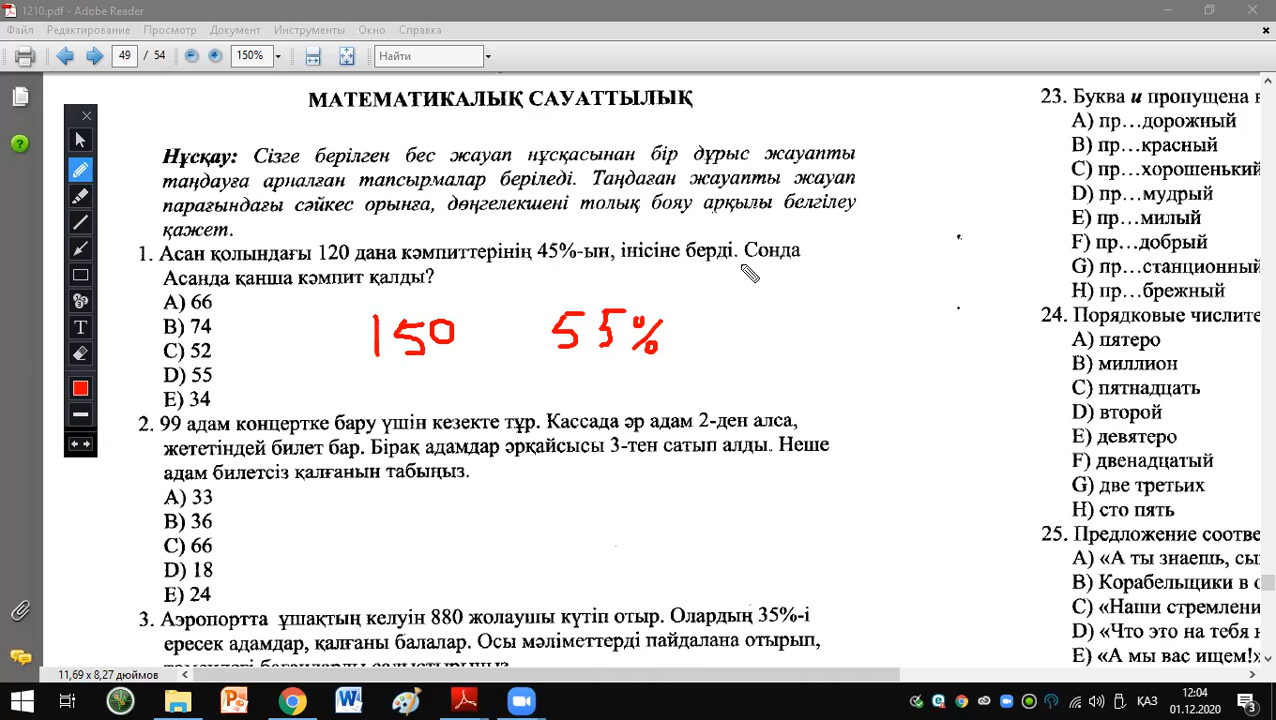 1210.pdf - Adobe Reader
Файл Редактирование Просмотр Документ Инструменты Окно Справка
49 / 54 150% Найти
МАТЕМАТИКАЛЫҚ САУАТТЫЛЫҚ
Нұсқау: Сізге берілген бес жауап нұсқасынан бір дұрыс жауапты
таңдауға арналған тапсырмалар беріледі. Таңдаған жауапты жауап
парағындағы сәйкес орынға, дөңгелекшені толық бояу арқылы белгілеу
қажет.
1. Асан қолындағы 120 дана кәмпиттерінің 45%-ын, інісіне берді. Сонда
Асанда қанша кәмпит қалды?
A) 66
B) 74
C) 52
D) 55
E) 34
150 55%
2. 99 адам концертке бару үшін кезекте тұр. Кассада әр адам 2-ден алса,
жететіндей билет бар. Бірақ адамдар әрқайсысы 3-тен сатып алды. Неше
адам билетсіз қалғанын табыңыз.
A) 33
B) 36
C) 66
D) 18
E) 24
3. Аэропортта ұшақтың келуін 880 жолаушы күтіп отыр. Олардың 35%-і
ересек адамдар, қалғаны балалар. Осы мәліметтерді пайдалана отырып,
23. Буква и пропущена в
A) пр…дорожный
B) пр…красный
C) пр…хорошенький
D) пр…мудрый
E) пр…милый
F) пр…добрый
G) пр…станционный
H) пр…брежный
24. Порядковые числите
A) пятеро
B) миллион
C) пятнадцать
D) второй
E) девятеро
F) двенадцатый
G) две третьих
H) сто пять
25. Предложение соотве
A) «А ты знаешь, сы
B) Корабельщики в о
C) «Наши стремлени
D) «Что это на тебя н
E) «А мы вас ищем!»
11,69 x 8,27 дюймов
КАЗ
12:04
01.12.2020
3